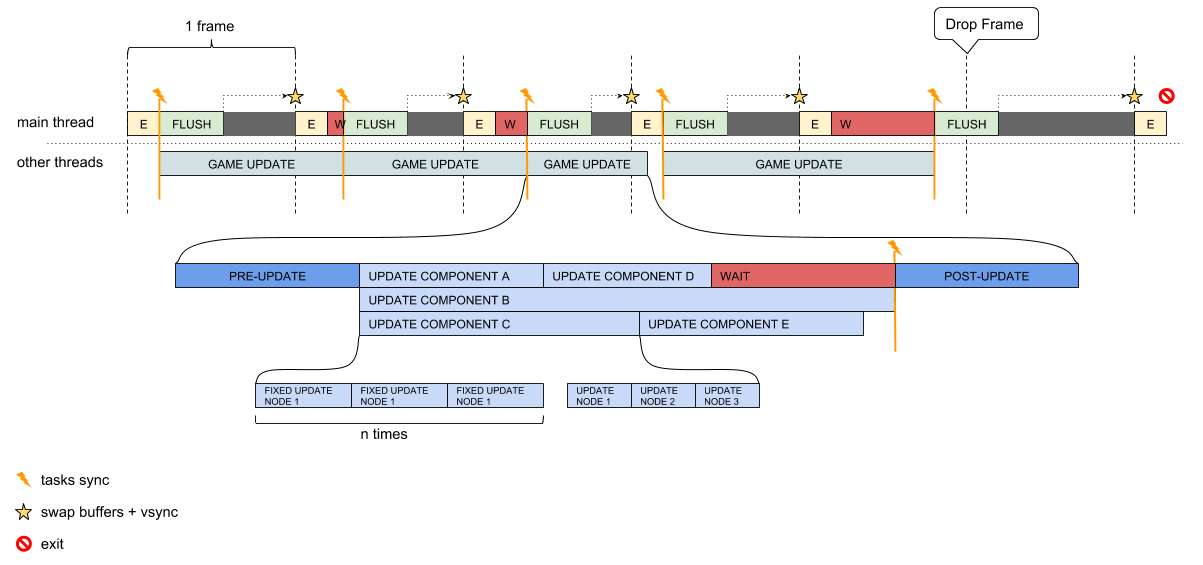 1 frame
Drop Frame
main thread
E
FLUSH
E
W
FLUSH
E
W
FLUSH
E
FLUSH
E
W
FLUSH
E
other threads
GAME UPDATE
GAME UPDATE
GAME UPDATE
GAME UPDATE
PRE-UPDATE
UPDATE COMPONENT A
UPDATE COMPONENT D
WAIT
POST-UPDATE
UPDATE COMPONENT B
UPDATE COMPONENT C
UPDATE COMPONENT E
FIXED UPDATE
NODE 1
FIXED UPDATE
NODE 1
FIXED UPDATE
NODE 1
UPDATE
NODE 1
UPDATE
NODE 2
UPDATE
NODE 3
n times
tasks sync
swap buffers + vsync
exit